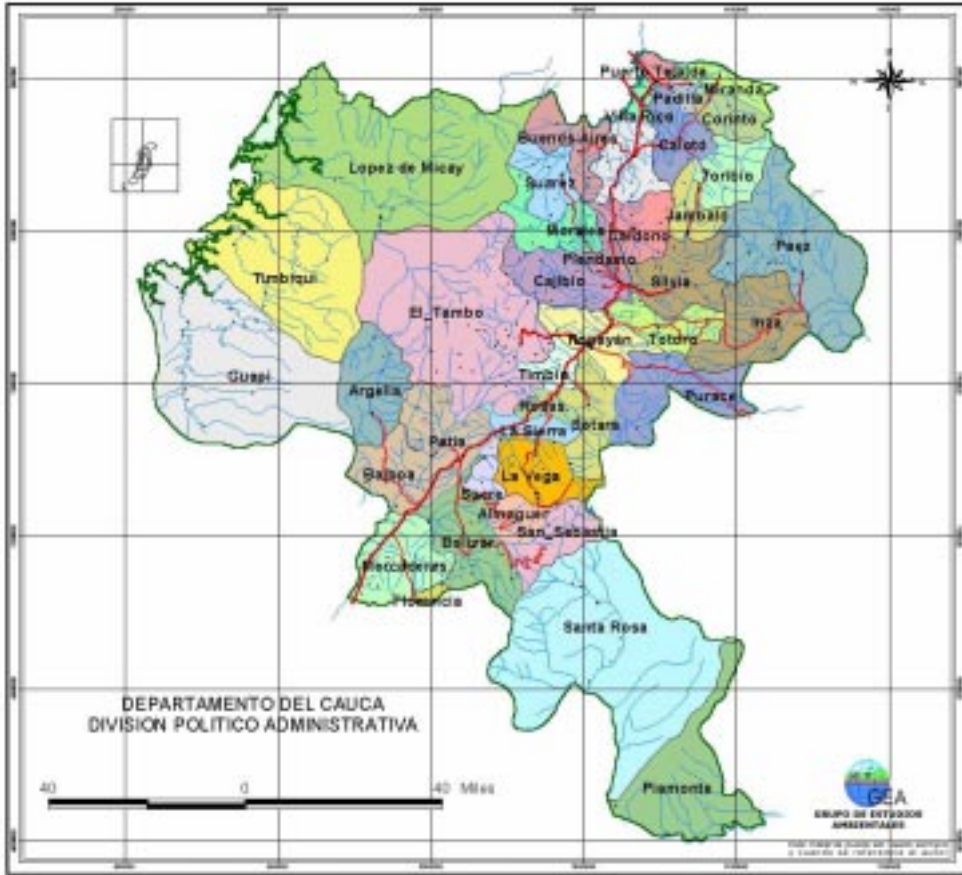 Puerto Tejada
Miranda
Padilla
Villa Rica
Corinto
Buenos Aires
Caloto
Lopez de Micay
Toribio
Suarez
Jambalo
Morales
Caldono
Paez
Piendamo
Timbiqui
Cajibio
Silvia
El_Tambo
Inza
Popayan
Totoro
Guapi
Timbio
Argelia
Purace
Rosas
Sotara
La Sierra
Patia
Balboa
La Vega
Sucre
Almaguer
San_Sebastia
Bolivar
Mercaderes
Florencia
Santa Rosa
DEPARTAMENTO DEL CAUCA
DIVISION POLITICO ADMINISTRATIVA
40 0 40 Miles
Piamonte
GEA
GRUPO DE ESTUDIOS
AMBIENTALES